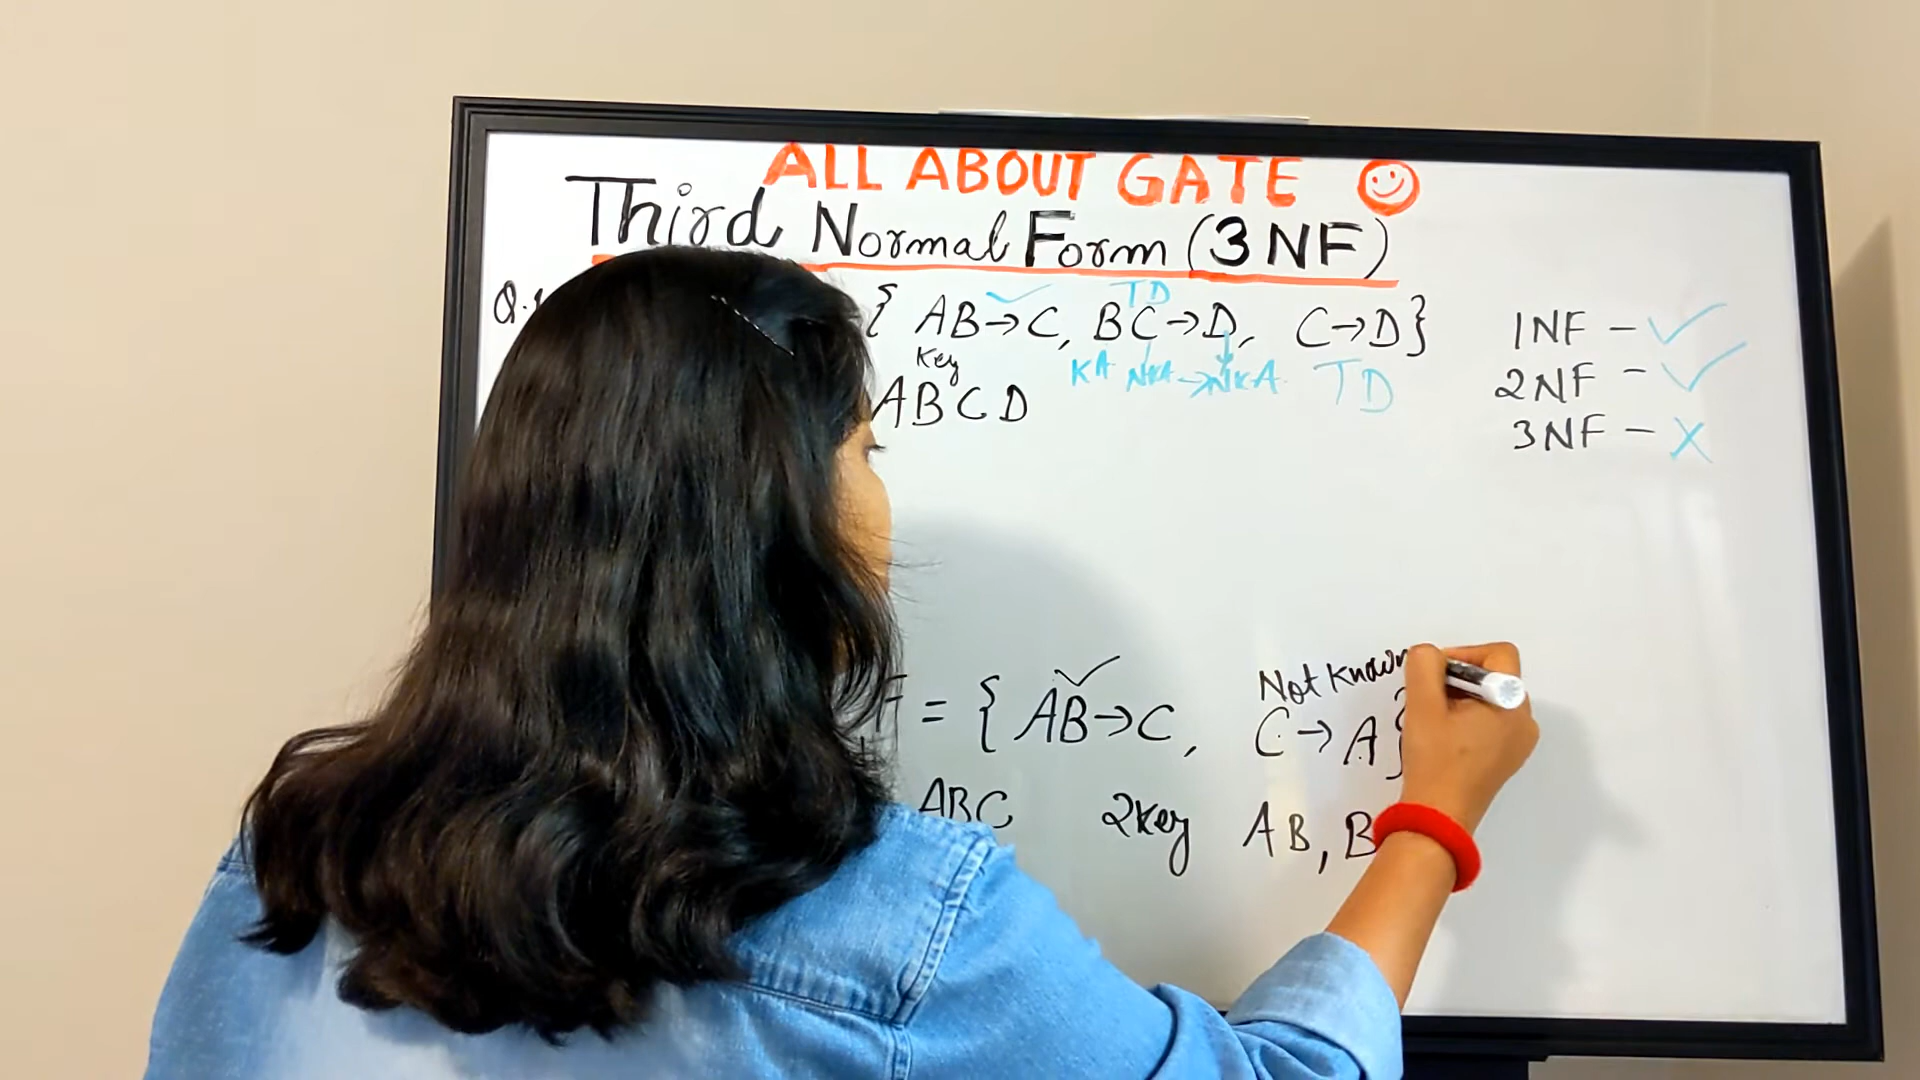 ALL ABOUT GATE
Third Normal Form (3NF)
Q.1 { AB→C, BC→D, C→D}
TD
Key
KA NKA→NKA TD
ABCD
1NF - ✓
2NF - ✓
3NF - X
Not Known
F = { AB→C, C→A}
ABC 2key AB, B